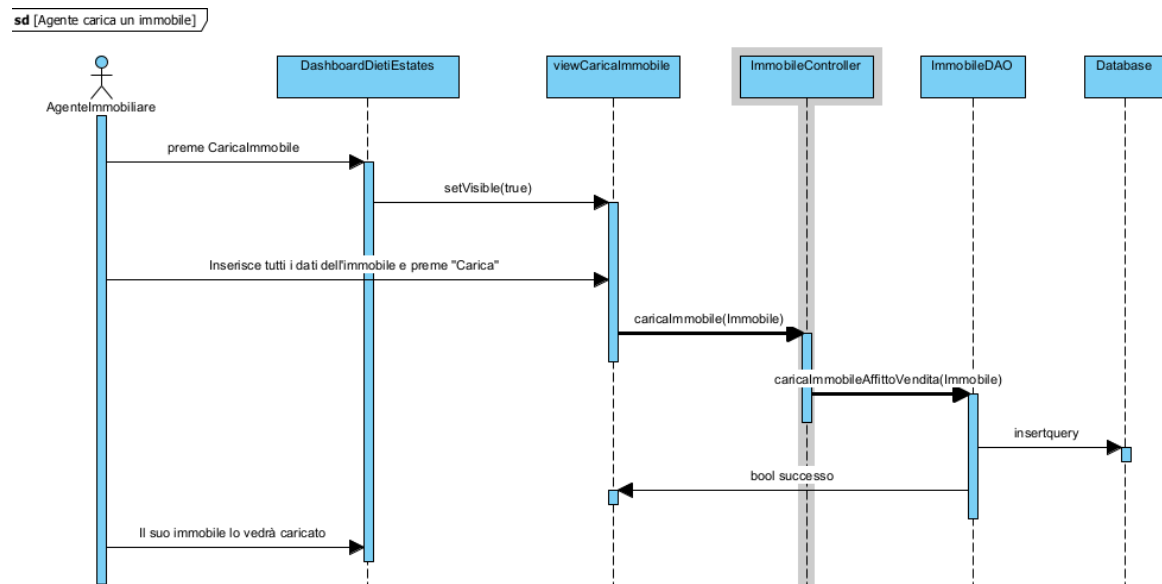 sd [Agente carica un immobile]
DashboardDietiEstates
viewCaricaImmobile
ImmobileController
ImmobileDAO
Database
AgenteImmobiliare
preme CaricaImmobile
setVisible(true)
Inserisce tutti i dati dell'immobile e preme "Carica"
caricaImmobile(Immobile)
caricaImmobileAffittoVendita(Immobile)
insertquery
bool successo
Il suo immobile lo vedrà caricato